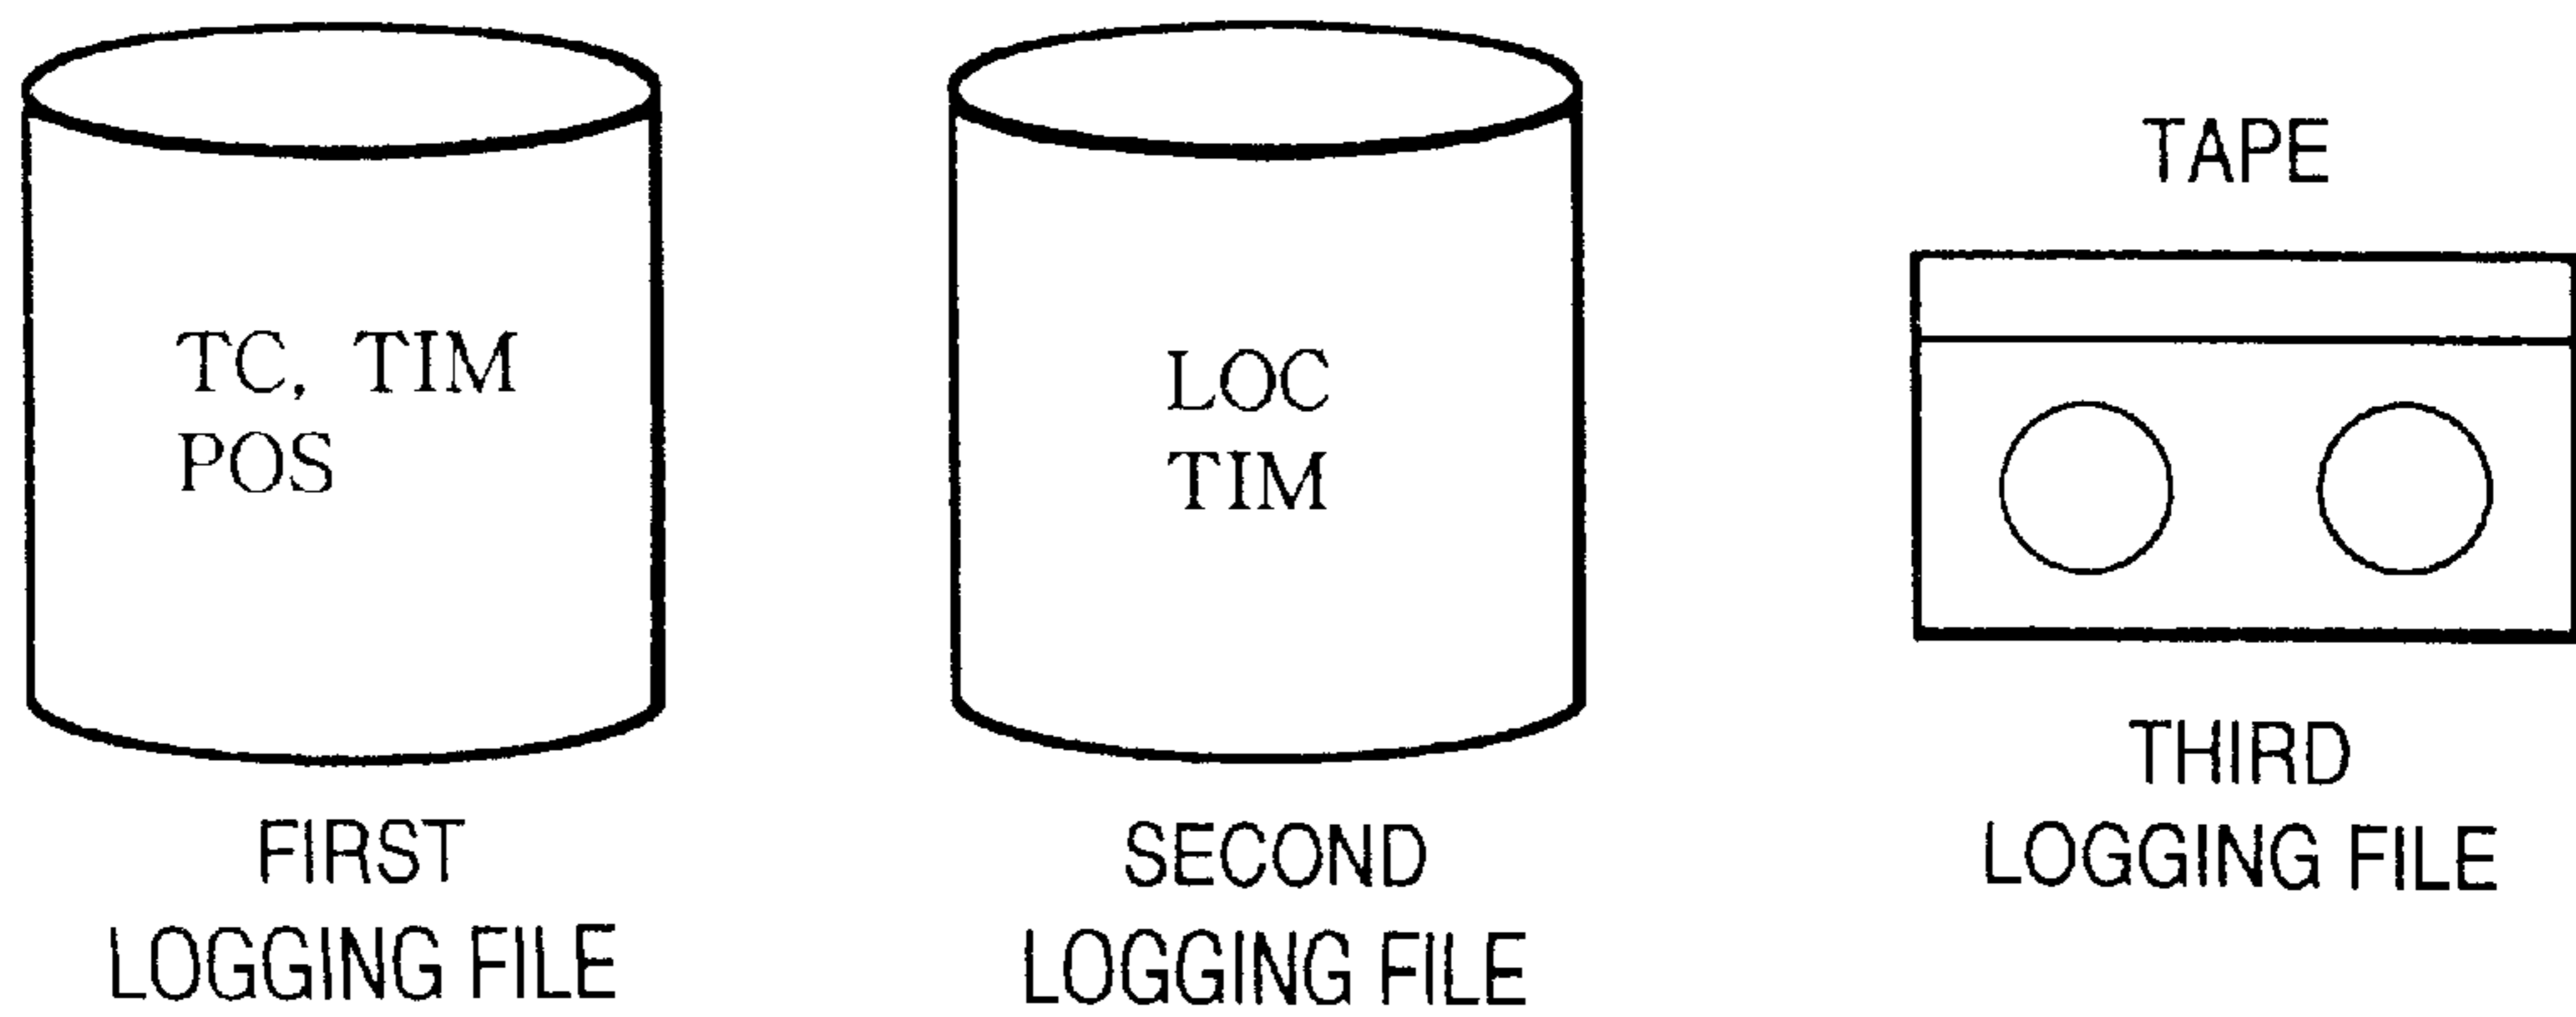 TC, TIM
POS
FIRST
LOGGING FILE
LOC
TIM
SECOND
LOGGING FILE
TAPE
THIRD
LOGGING FILE